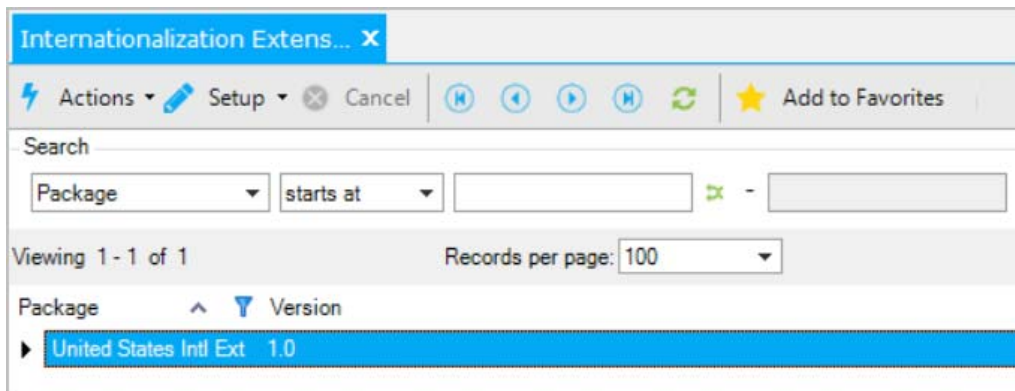 Internationalization Extens... X
Actions Setup Cancel Add to Favorites
Search
Package starts at -
Viewing 1 - 1 of 1 Records per page: 100
Package Version
United States Intl Ext 1.0